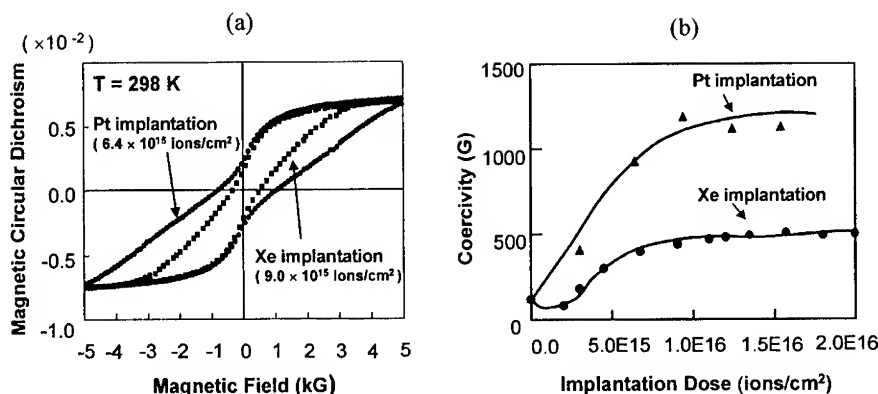 (a)
(×10⁻²)
Magnetic Circular Dichroism
0.5
0.0
-0.5
-1.0
T = 298 K
Pt implantation
( 6.4 × 10¹⁵ ions/cm²)
Xe implantation
( 9.0 × 10¹⁵ Ions/cm²)
-5 -4 -3 -2 -1 0 1 2 3 4 5
Magnetic Field (kG)
(b)
Coercivity (G)
1500
1000
500
0
Pt implantation
Xe implantation
0.0 5.0E15 1.0E16 1.5E16 2.0E16
Implantation Dose (ions/cm²)